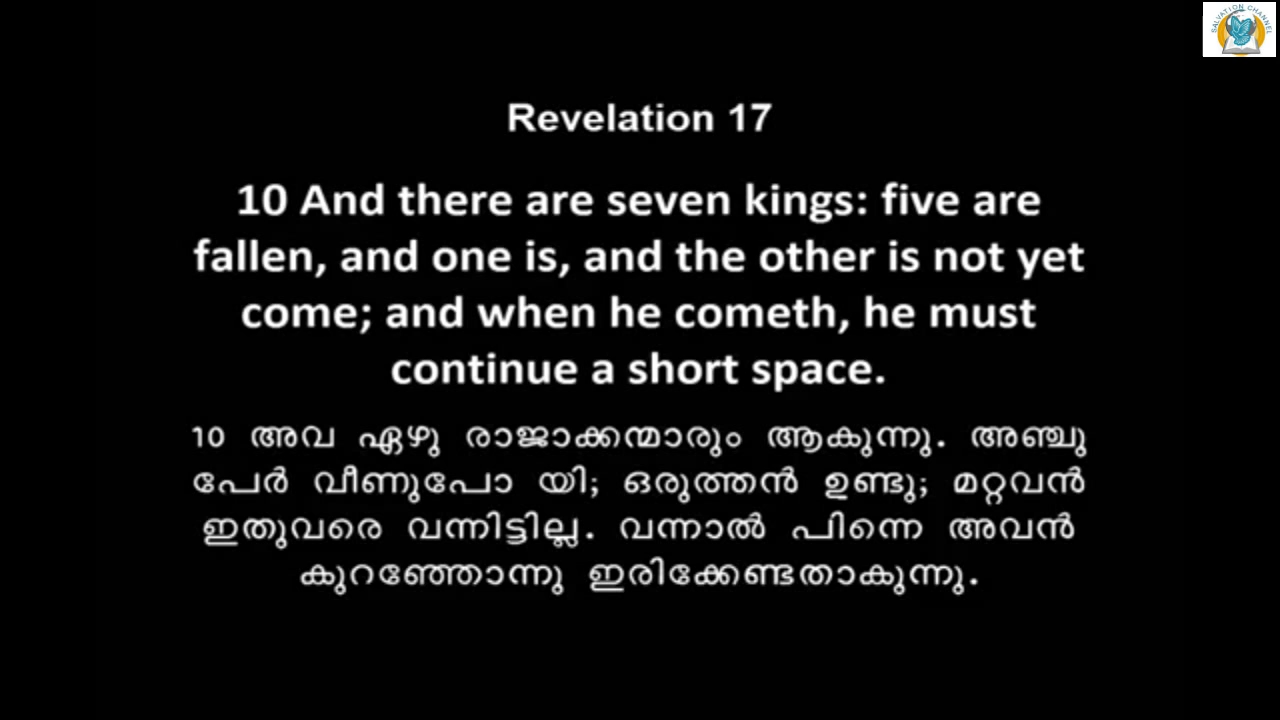 SALVATION CHANNEL
Revelation 17
10 And there are seven kings: five are
fallen, and one is, and the other is not yet
come; and when he cometh, he must
continue a short space.
10 അവ ഏഴു രാജാക്കന്മാരും ആകുന്നു. അഞ്ചു
പേർ വീണുപോ യി; ഒരുത്തൻ ഉണ്ടു; മറ്റവൻ
ഇതുവരെ വന്നിട്ടില്ല. വന്നാൽ പിന്നെ അവൻ
കുറഞ്ഞോന്നു ഇരിക്കേണ്ടതാകുന്നു.